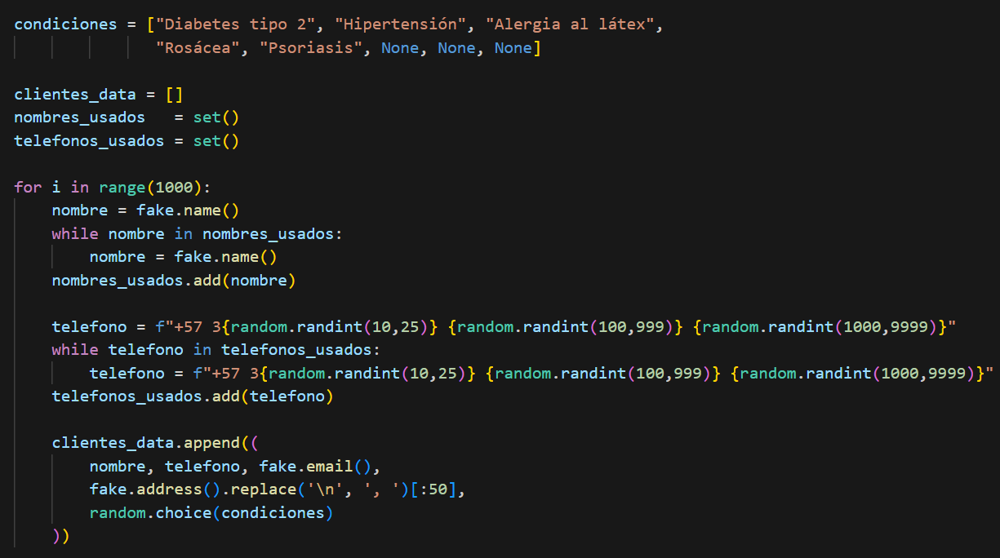 condiciones = ["Diabetes tipo 2", "Hipertensión", "Alergia al látex",
               "Rosácea", "Psoriasis", None, None, None]

clientes_data = []
nombres_usados   = set()
telefonos_usados = set()

for i in range(1000):
    nombre = fake.name()
    while nombre in nombres_usados:
        nombre = fake.name()
    nombres_usados.add(nombre)

    telefono = f"+57 3{random.randint(10,25)} {random.randint(100,999)} {random.randint(1000,9999)}"
    while telefono in telefonos_usados:
        telefono = f"+57 3{random.randint(10,25)} {random.randint(100,999)} {random.randint(1000,9999)}"
    telefonos_usados.add(telefono)

    clientes_data.append((
        nombre, telefono, fake.email(),
        fake.address().replace('\n', ', ')[:50],
        random.choice(condiciones)
    ))